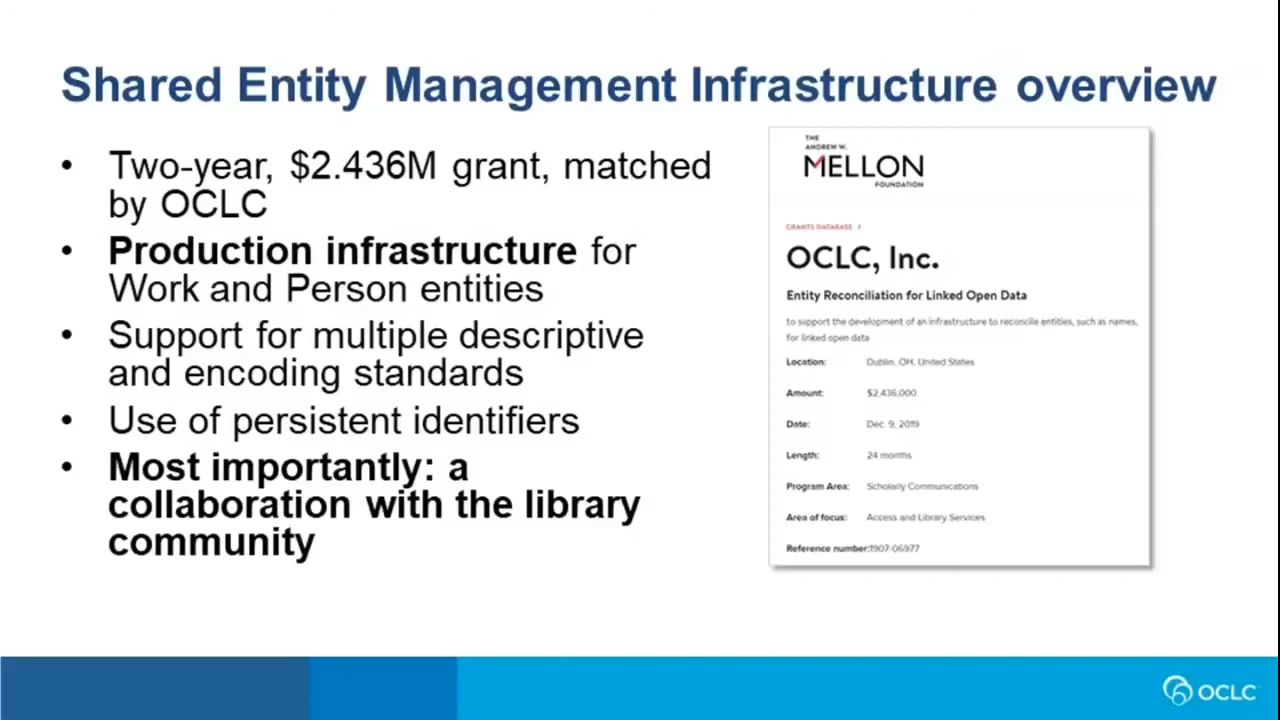 Shared Entity Management Infrastructure overview
• Two-year, $2.436M grant, matched
by OCLC
• Production infrastructure for
Work and Person entities
• Support for multiple descriptive
and encoding standards
• Use of persistent identifiers
• Most importantly: a
collaboration with the library
community
THE
ANDREW W.
MELLON
FOUNDATION
GRANTS DATABASE /
OCLC, Inc.
Entity Reconciliation for Linked Open Data
to support the development of an infrastructure to reconcile entities, such as names,
for linked open data
Location: Dublin, OH, United States
Amount: $2,436,000
Date: Dec. 9, 2019
Length: 24 months
Program Area: Scholarly Communications
Area of focus: Access and Library Services
Reference number:1907-06977
OCLC